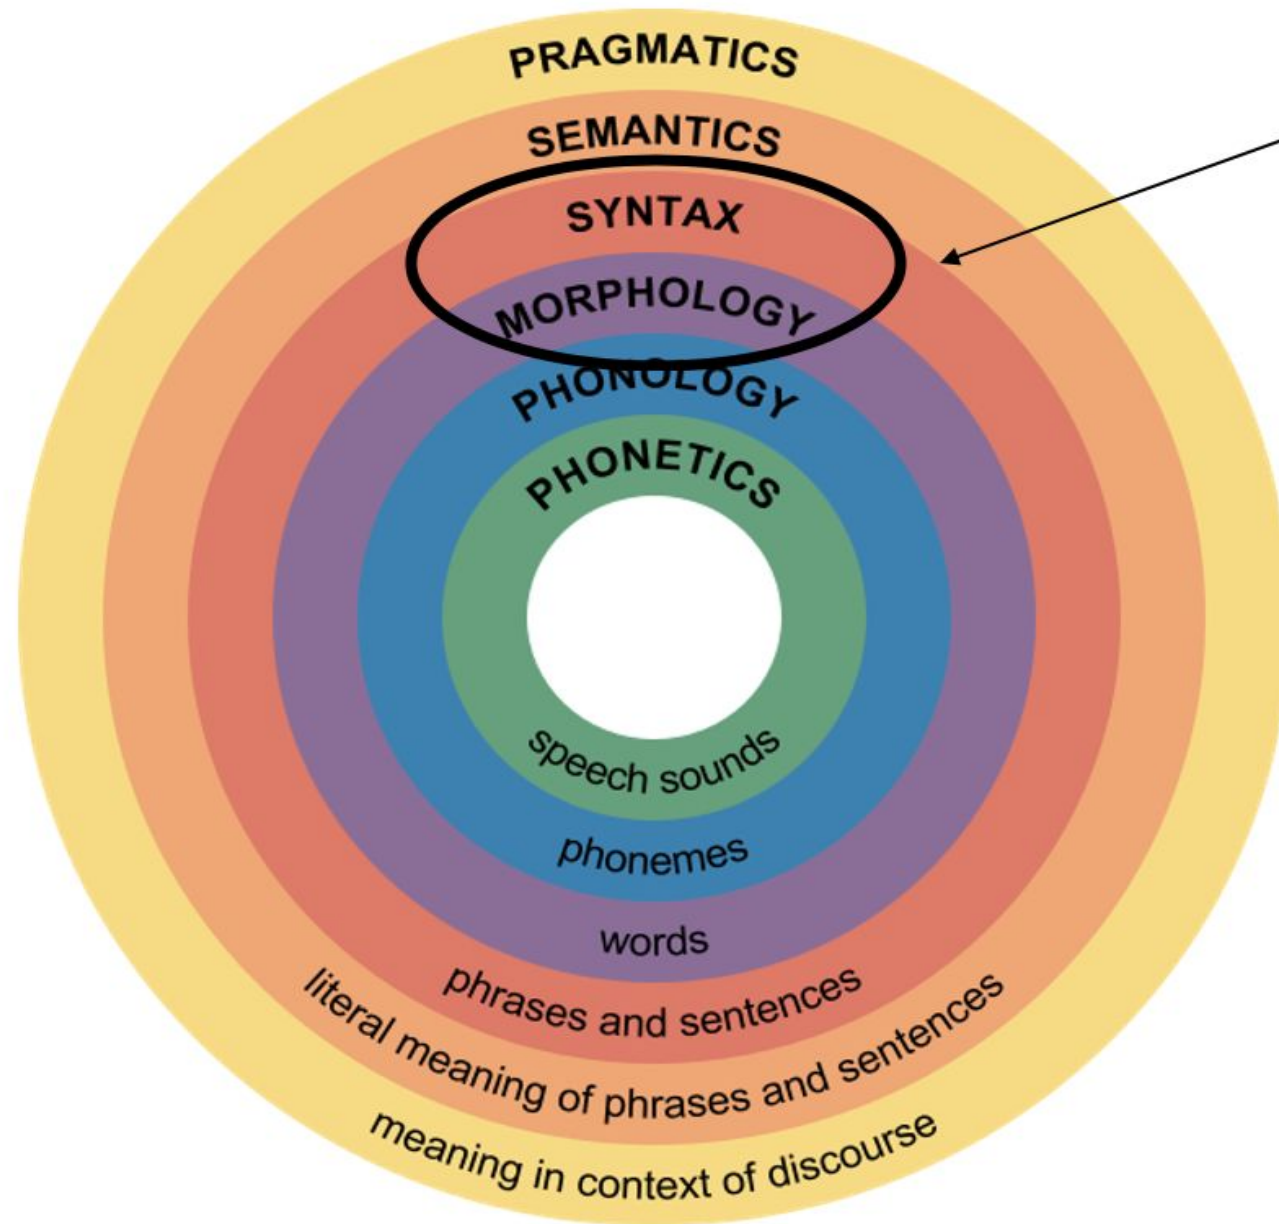 PRAGMATICS
SEMANTICS
SYNTAX
MORPHOLOGY
PHONOLOGY
PHONETICS
speech sounds
phonemes
words
phrases and sentences
literal meaning of phrases and sentences
meaning in context of discourse